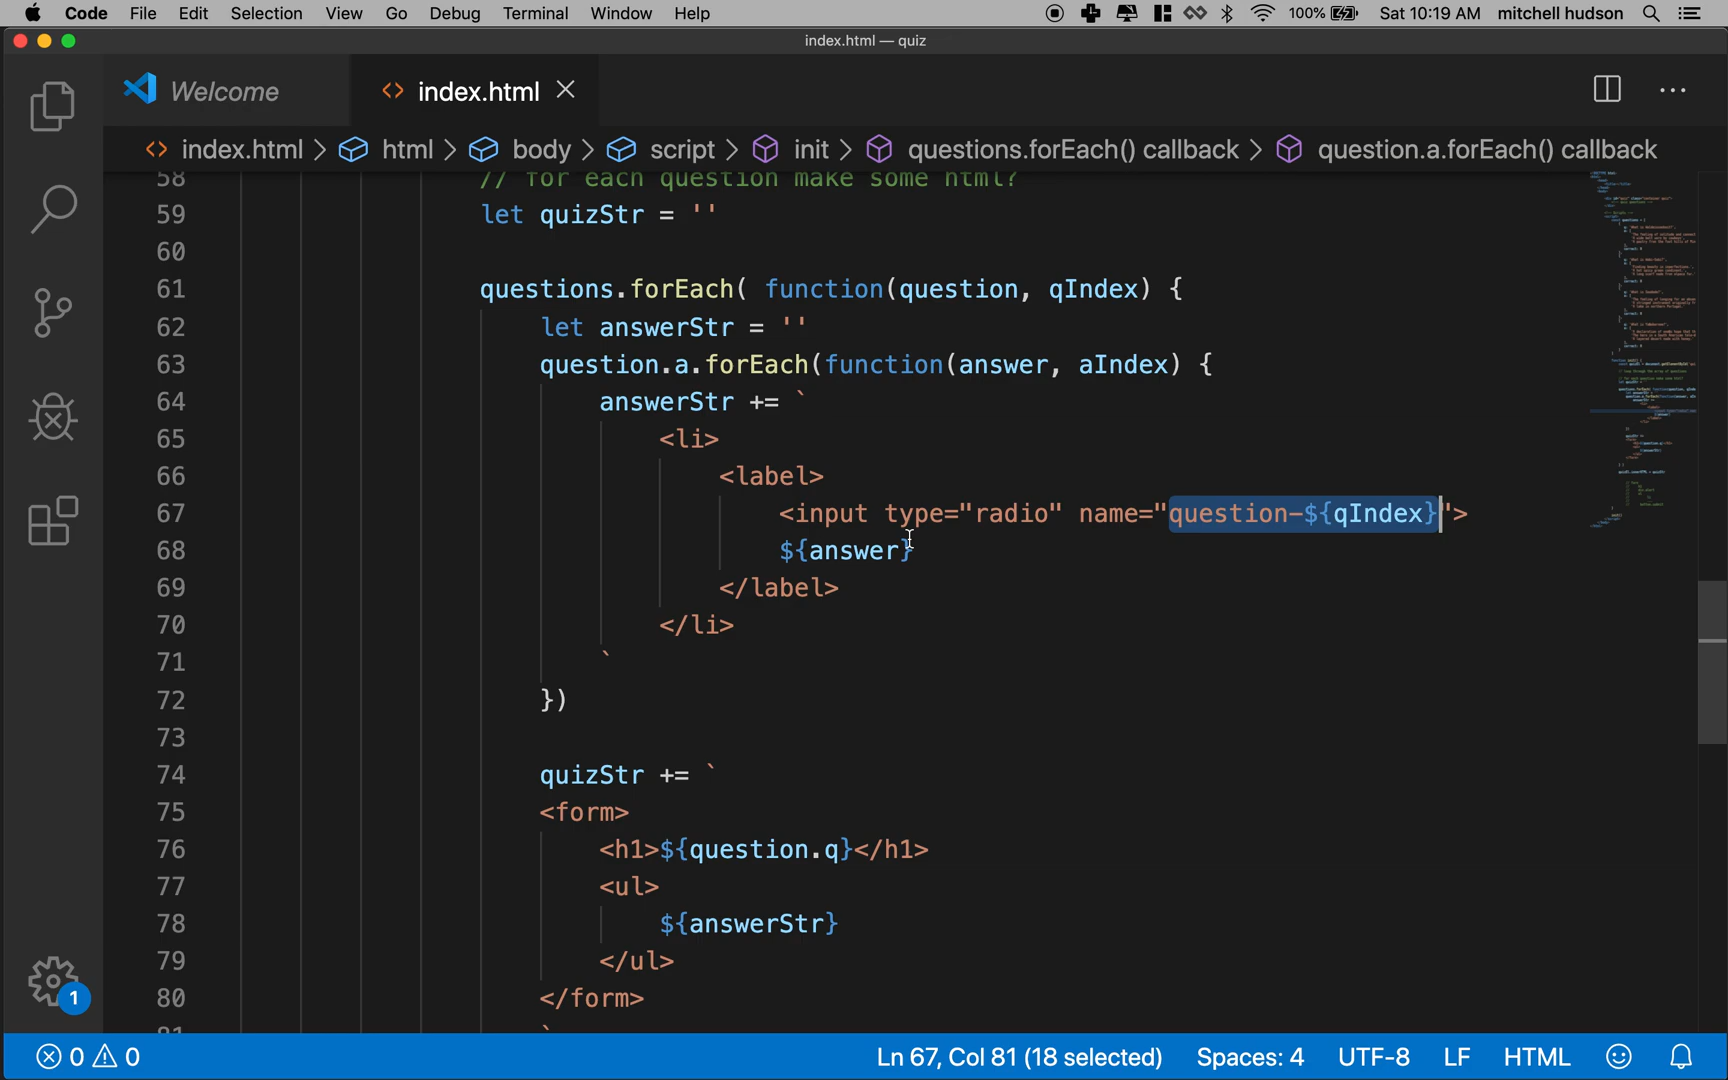 Code File Edit Selection View Go Debug Terminal Window Help 100% Sat 10:19 AM mitchell hudson
index.html — quiz
Welcome index.html
index.html > html > body > script > init > questions.forEach() callback > question.a.forEach() callback
58 // for each question make some html?
59 let quizStr = ''
60
61 questions.forEach( function(question, qIndex) {
62 let answerStr = ''
63 question.a.forEach(function(answer, aIndex) {
64 answerStr += `
65 <li>
66 <label>
67 <input type="radio" name="question-${qIndex}">
68 ${answer}
69 </label>
70 </li>
71 `
72 })
73
74 quizStr += `
75 <form>
76 <h1>${question.q}</h1>
77 <ul>
78 ${answerStr}
79 </ul>
80 </form>
81 `
1
0 0 Ln 67, Col 81 (18 selected) Spaces: 4 UTF-8 LF HTML